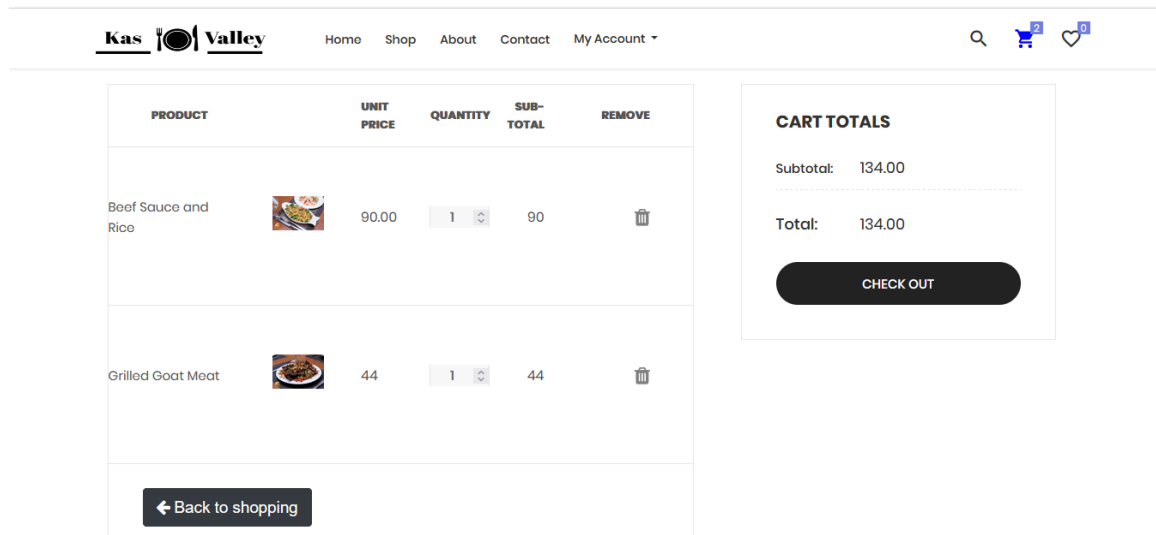 Kas Valley Home Shop About Contact My Account 2 0
PRODUCT UNIT PRICE QUANTITY SUB-TOTAL REMOVE
Beef Sauce and
Rice
90.00 1 90
Grilled Goat Meat 44 1 44
Back to shopping
CART TOTALS
Subtotal: 134.00
Total: 134.00
CHECK OUT